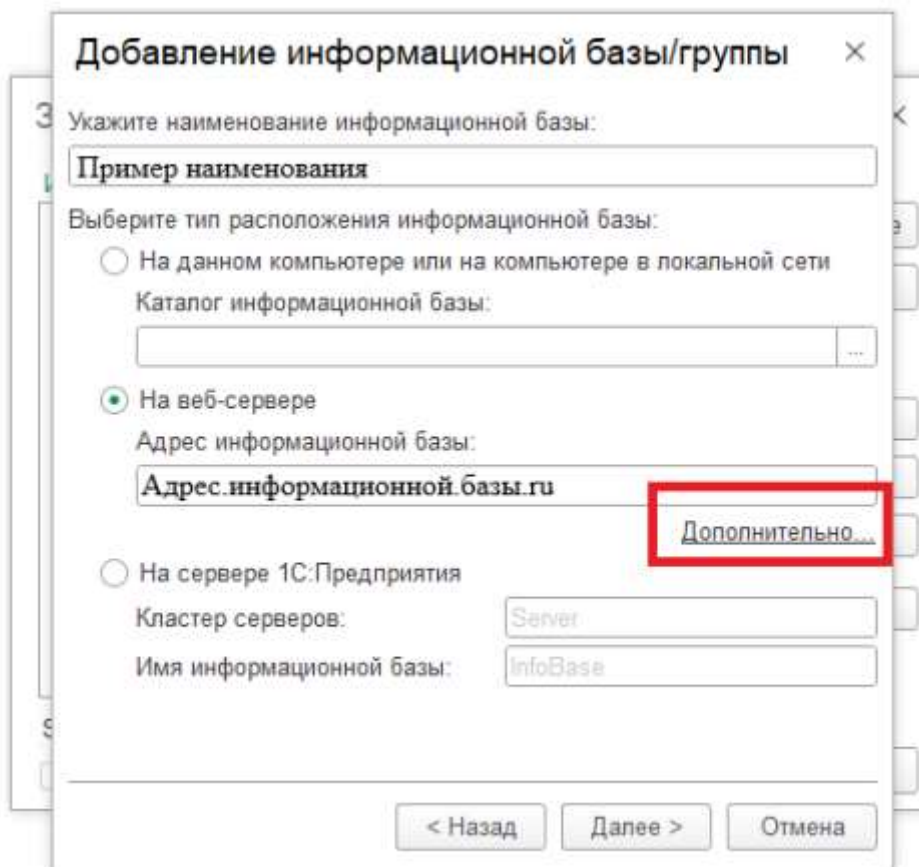 Добавление информационной базы/группы
Укажите наименование информационной базы:
Пример наименования
Выберите тип расположения информационной базы:
На данном компьютере или на компьютере в локальной сети
Каталог информационной базы:
...
На веб-сервере
Адрес информационной базы:
Адрес.информационной.базы.ru
Дополнительно...
На сервере 1С:Предприятия
Кластер серверов: Server
Имя информационной базы: InfoBase
< Назад Далее > Отмена